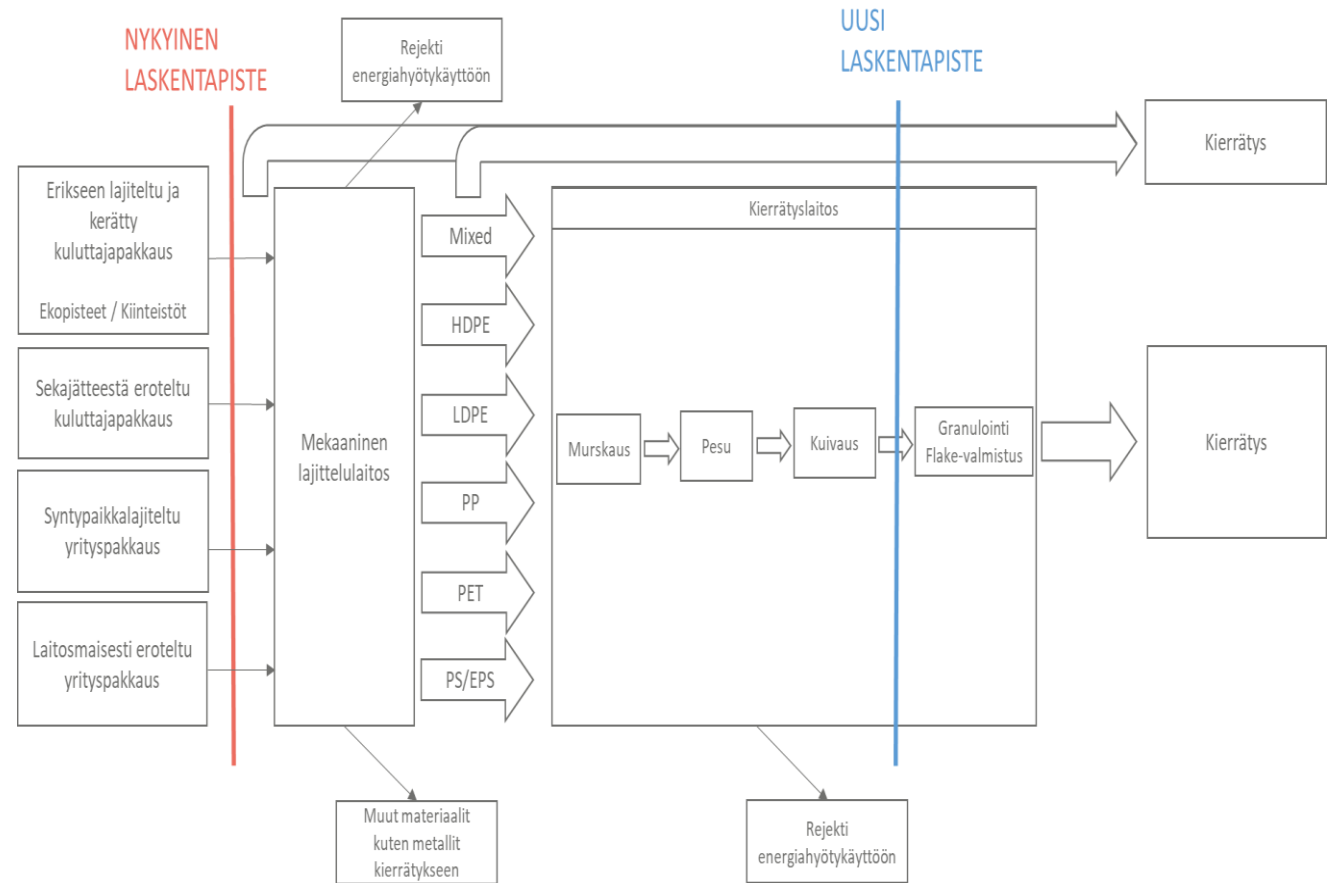 NYKYINEN
LASKENTAPISTE
Rejekti
energiahyötykäyttöön
UUSI
LASKENTAPISTE
Kierrätys
Erikseen lajiteltu ja
kerätty
kuluttajapakkaus
Ekopisteet / Kiinteistöt
Sekajätteestä eroteltu
kuluttajapakkaus
Syntypaikkalajiteltu
yrityspakkaus
Laitosmaisesti eroteltu
yrityspakkaus
Mekaaninen
lajittelulaitos
Mixed
HDPE
LDPE
PP
PET
PS/EPS
Kierrätyslaitos
Murskaus
Pesu
Kuivaus
Granulointi
Flake-valmistus
Kierrätys
Muut materiaalit
kuten metallit
kierrätykseen
Rejekti
energiahyötykäyttöön